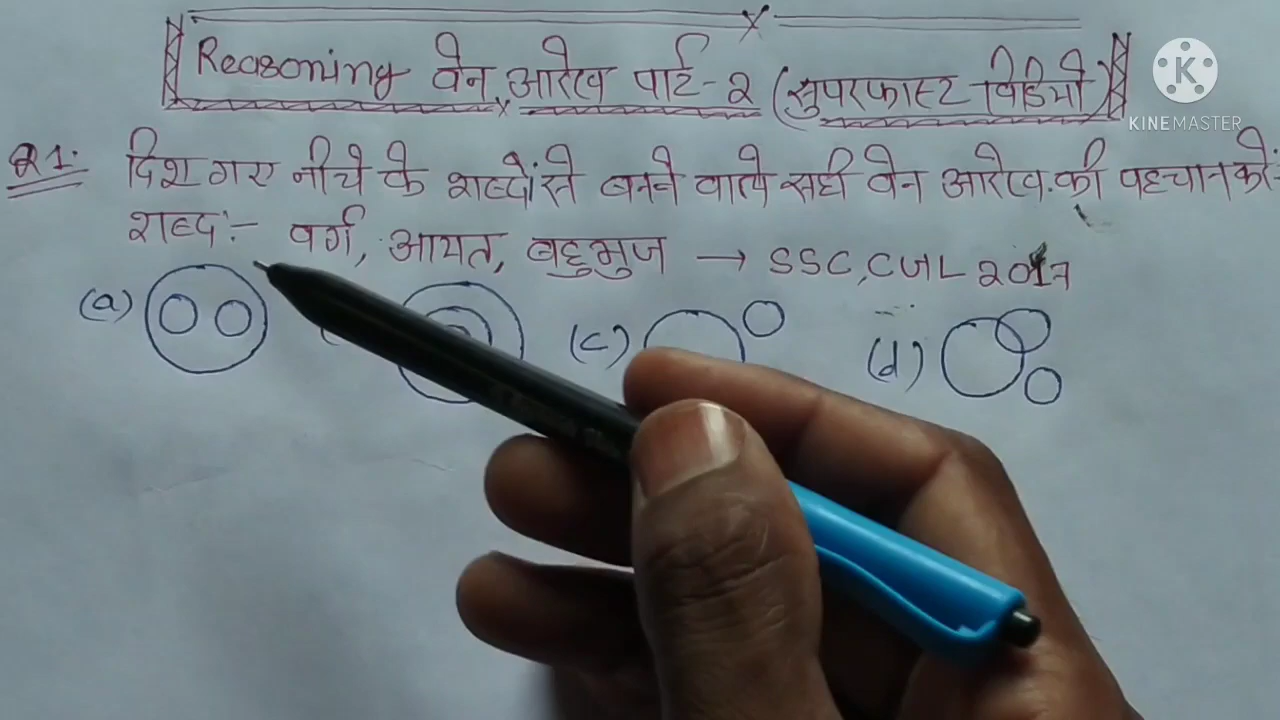 Reasoning वेन आरेख पार्ट-2 (सुपरफास्ट विडियो)
KINEMASTER
Q1. दिए गए नीचे के शब्दों से बनने वाले सही वेन आरेख की पहचान करें:-
शब्द:- वर्ग, आयत, बहुभुज → SSC, CGL 2017
(a) (c) (d)